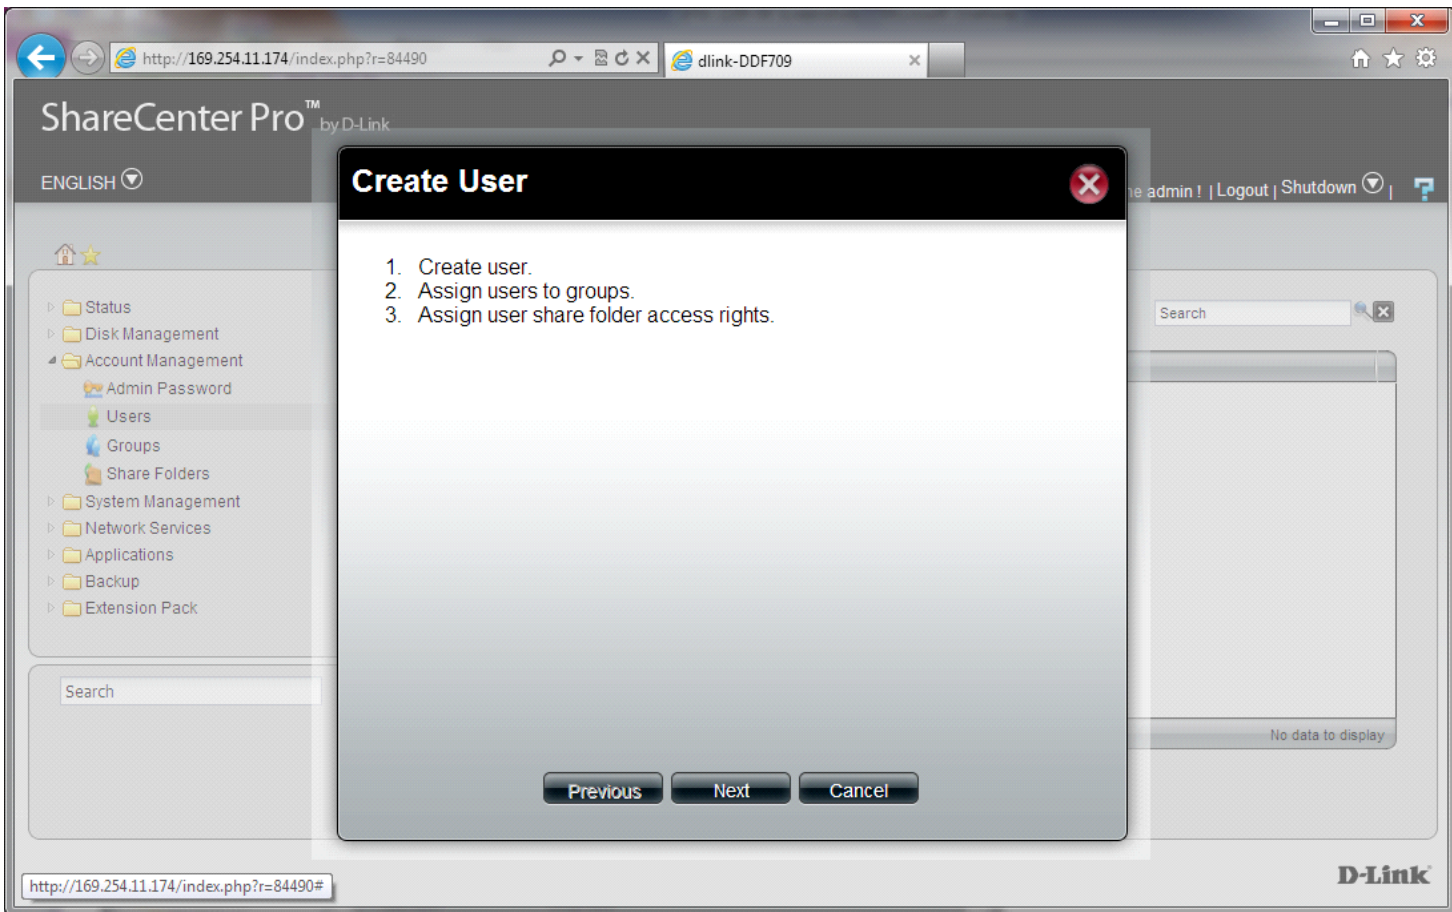 http://169.254.11.174/index.php?r=84490
dlink-DDF709
ShareCenter Pro™ by D-Link
ENGLISH
admin ! | Logout | Shutdown |
Create User
1. Create user.
2. Assign users to groups.
3. Assign user share folder access rights.
Status
Disk Management
Account Management
Admin Password
Users
Groups
Share Folders
System Management
Network Services
Applications
Backup
Extension Pack
Search
Search
No data to display
Previous
Next
Cancel
D-Link
http://169.254.11.174/index.php?r=84490#